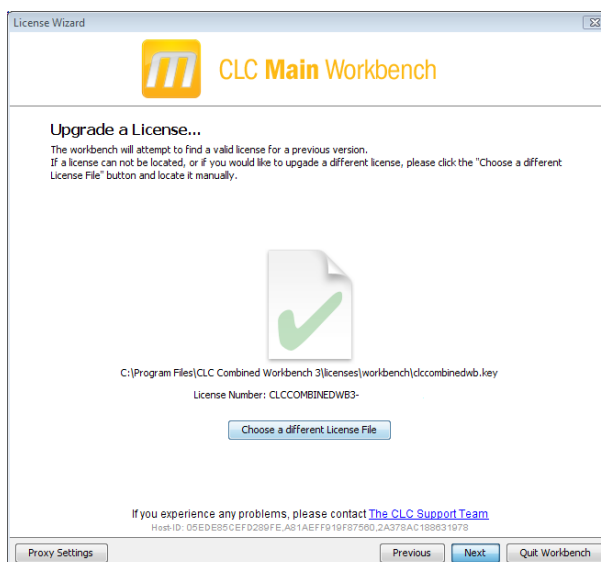 License Wizard
CLC Main Workbench
Upgrade a License...
The workbench will attempt to find a valid license for a previous version.
If a license can not be located, or if you would like to upgade a different license, please click the "Choose a different
License File" button and locate it manually.
C:\Program Files\CLC Combined Workbench 3\licenses\workbench\clccombinedwb.key
License Number: CLCCOMBINEDWB3-
Choose a different License File
If you experience any problems, please contact The CLC Support Team
Host-ID: 05EDE85CEFD289FE,A81AEFF919F87560,2A378AC188631978
Proxy Settings Previous Next Quit Workbench